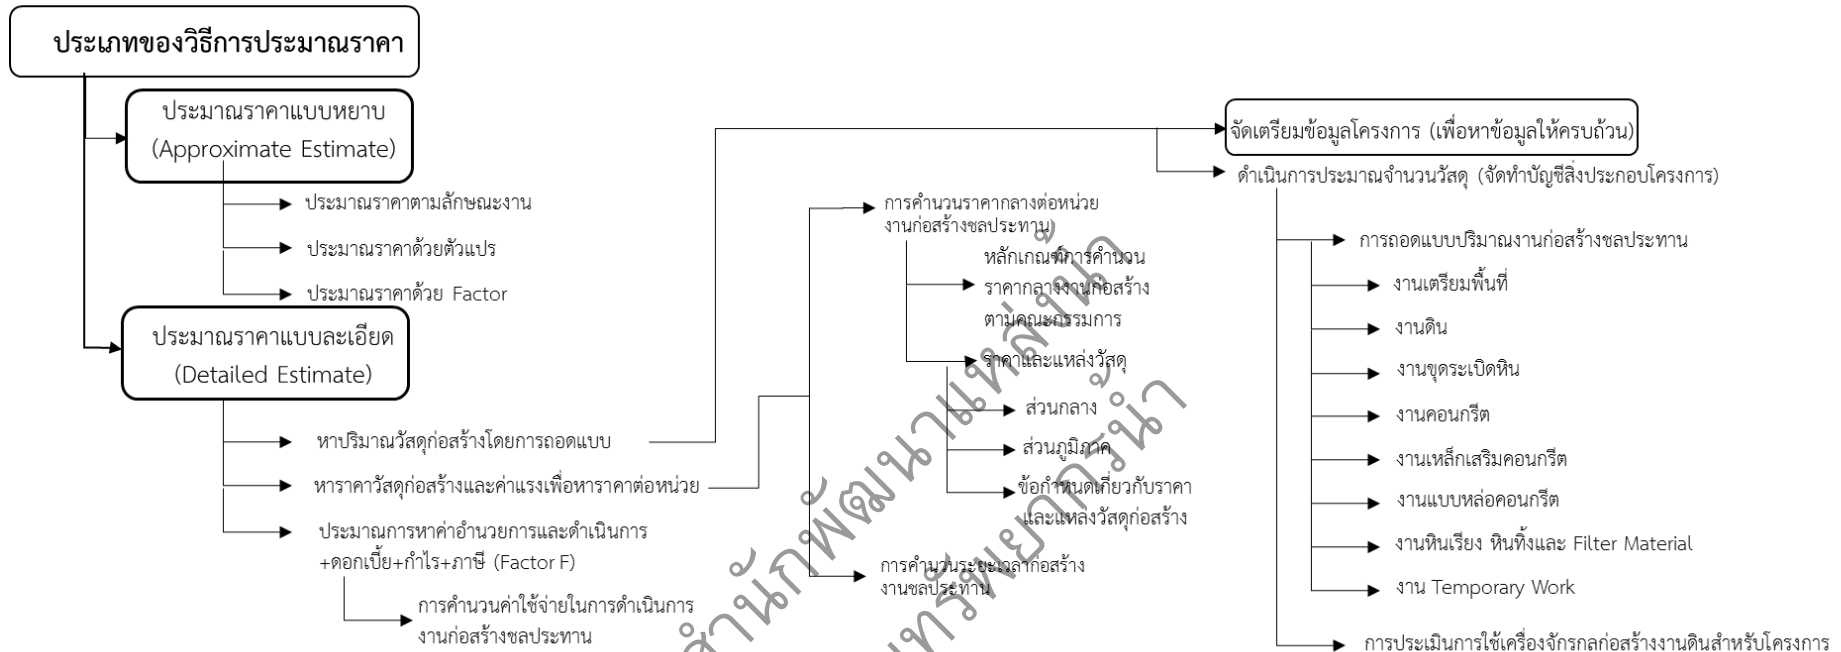 ประเภทของวิธีการประมาณราคา
ประมาณราคาแบบหยาบ
(Approximate Estimate)
ประมาณราคาตามลักษณะงาน
ประมาณราคาด้วยตัวแปร
ประมาณราคาด้วย Factor
ประมาณราคาแบบละเอียด
(Detailed Estimate)
หาปริมาณวัสดุก่อสร้างโดยการถอดแบบ
หาราคาวัสดุก่อสร้างและค่าแรงเพื่อหาราคาต่อหน่วย
ประมาณการหาค่าอำนวยการและดำเนินการ
+ดอกเบี้ย+กำไร+ภาษี (Factor F)
การคำนวนค่าใช้จ่ายในการดำเนินการ
งานก่อสร้างชลประทาน
การคำนวนราคากลางต่อหน่วย
งานก่อสร้างชลประทาน
หลักเกณฑ์การคำนวน
ราคากลางงานก่อสร้าง
ตามคณะกรรมการ
ราคาและแหล่งวัสดุ
ส่วนกลาง
ส่วนภูมิภาค
ข้อกำหนดเกี่ยวกับราคา
และแหล่งวัสดุก่อสร้าง
การคำนวนระยะเวลาก่อสร้าง
งานชลประทาน
จัดเตรียมข้อมูลโครงการ (เพื่อหาข้อมูลให้ครบถ้วน)
ดำเนินการประมาณจำนวนวัสดุ (จัดทำบัญชีสิ่งประกอบโครงการ)
การถอดแบบปริมาณงานก่อสร้างชลประทาน
งานเตรียมพื้นที่
งานดิน
งานขุดระเบิดหิน
งานคอนกรีต
งานเหล็กเสริมคอนกรีต
งานแบบหล่อคอนกรีต
งานหินเรียง หินทิ้งและ Filter Material
งาน Temporary Work
การประเมินการใช้เครื่องจักรกลก่อสร้างงานดินสำหรับโครงการ
สำนักพัฒนาแหล่งน้ำ